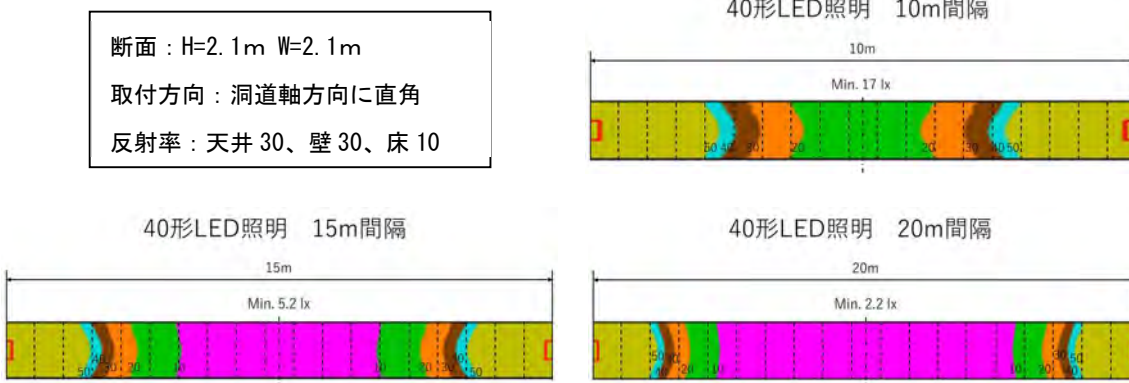 断面：H=2.1m W=2.1m
取付方向：洞道軸方向に直角
反射率：天井 30、壁 30、床 10
40形LED照明　10m間隔
10m
Min. 17 lx
50 40 30 20 20 30 40 50
40形LED照明　15m間隔
15m
Min. 5.2 lx
50 40 30 20 10 10 20 30 40 50
40形LED照明　20m間隔
20m
Min. 2.2 lx
50 40 30 20 10 10 20 30 40 50